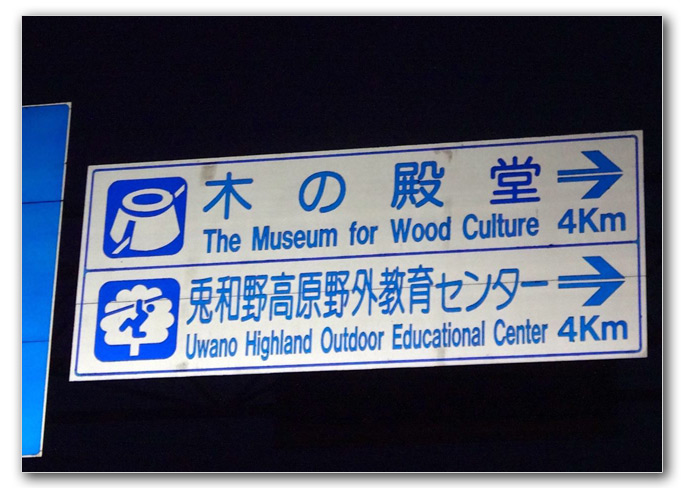 木の殿堂 → 4Km
The Museum for Wood Culture
兎和野高原野外教育センター → 4Km
Uwano Highland Outdoor Educational Center